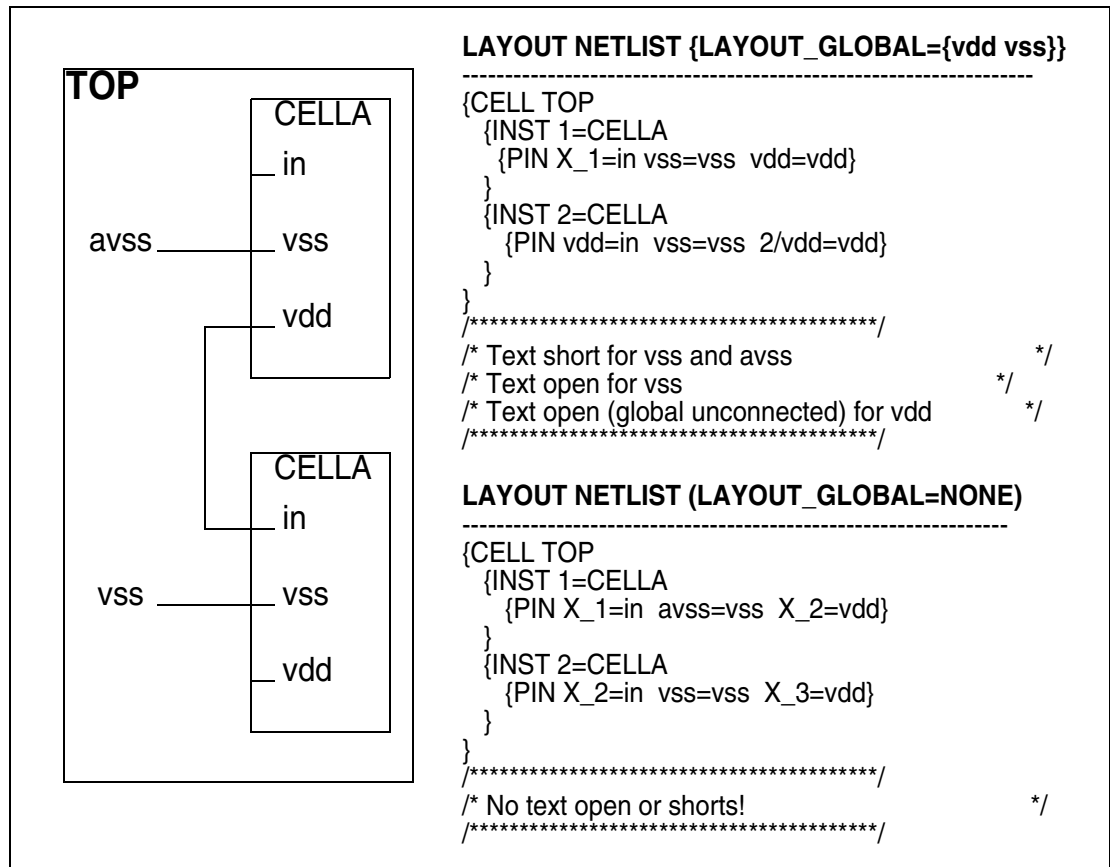 TOP
CELLA
in
avss
vss
vdd
CELLA
in
vss
vss
vdd
LAYOUT NETLIST {LAYOUT_GLOBAL={vdd vss}}
-------------------------------------------------------------------
{CELL TOP
{INST 1=CELLA
{PIN X_1=in vss=vss vdd=vdd}
}
{INST 2=CELLA
{PIN vdd=in vss=vss 2/vdd=vdd}
}
}
/*****************************************/
/* Text short for vss and avss */
/* Text open for vss */
/* Text open (global unconnected) for vdd */
/*****************************************/
LAYOUT NETLIST (LAYOUT_GLOBAL=NONE)
----------------------------------------------------------------
{CELL TOP
{INST 1=CELLA
{PIN X_1=in avss=vss X_2=vdd}
}
{INST 2=CELLA
{PIN X_2=in vss=vss X_3=vdd}
}
}
/*****************************************/
/* No text open or shorts! */
/*****************************************/